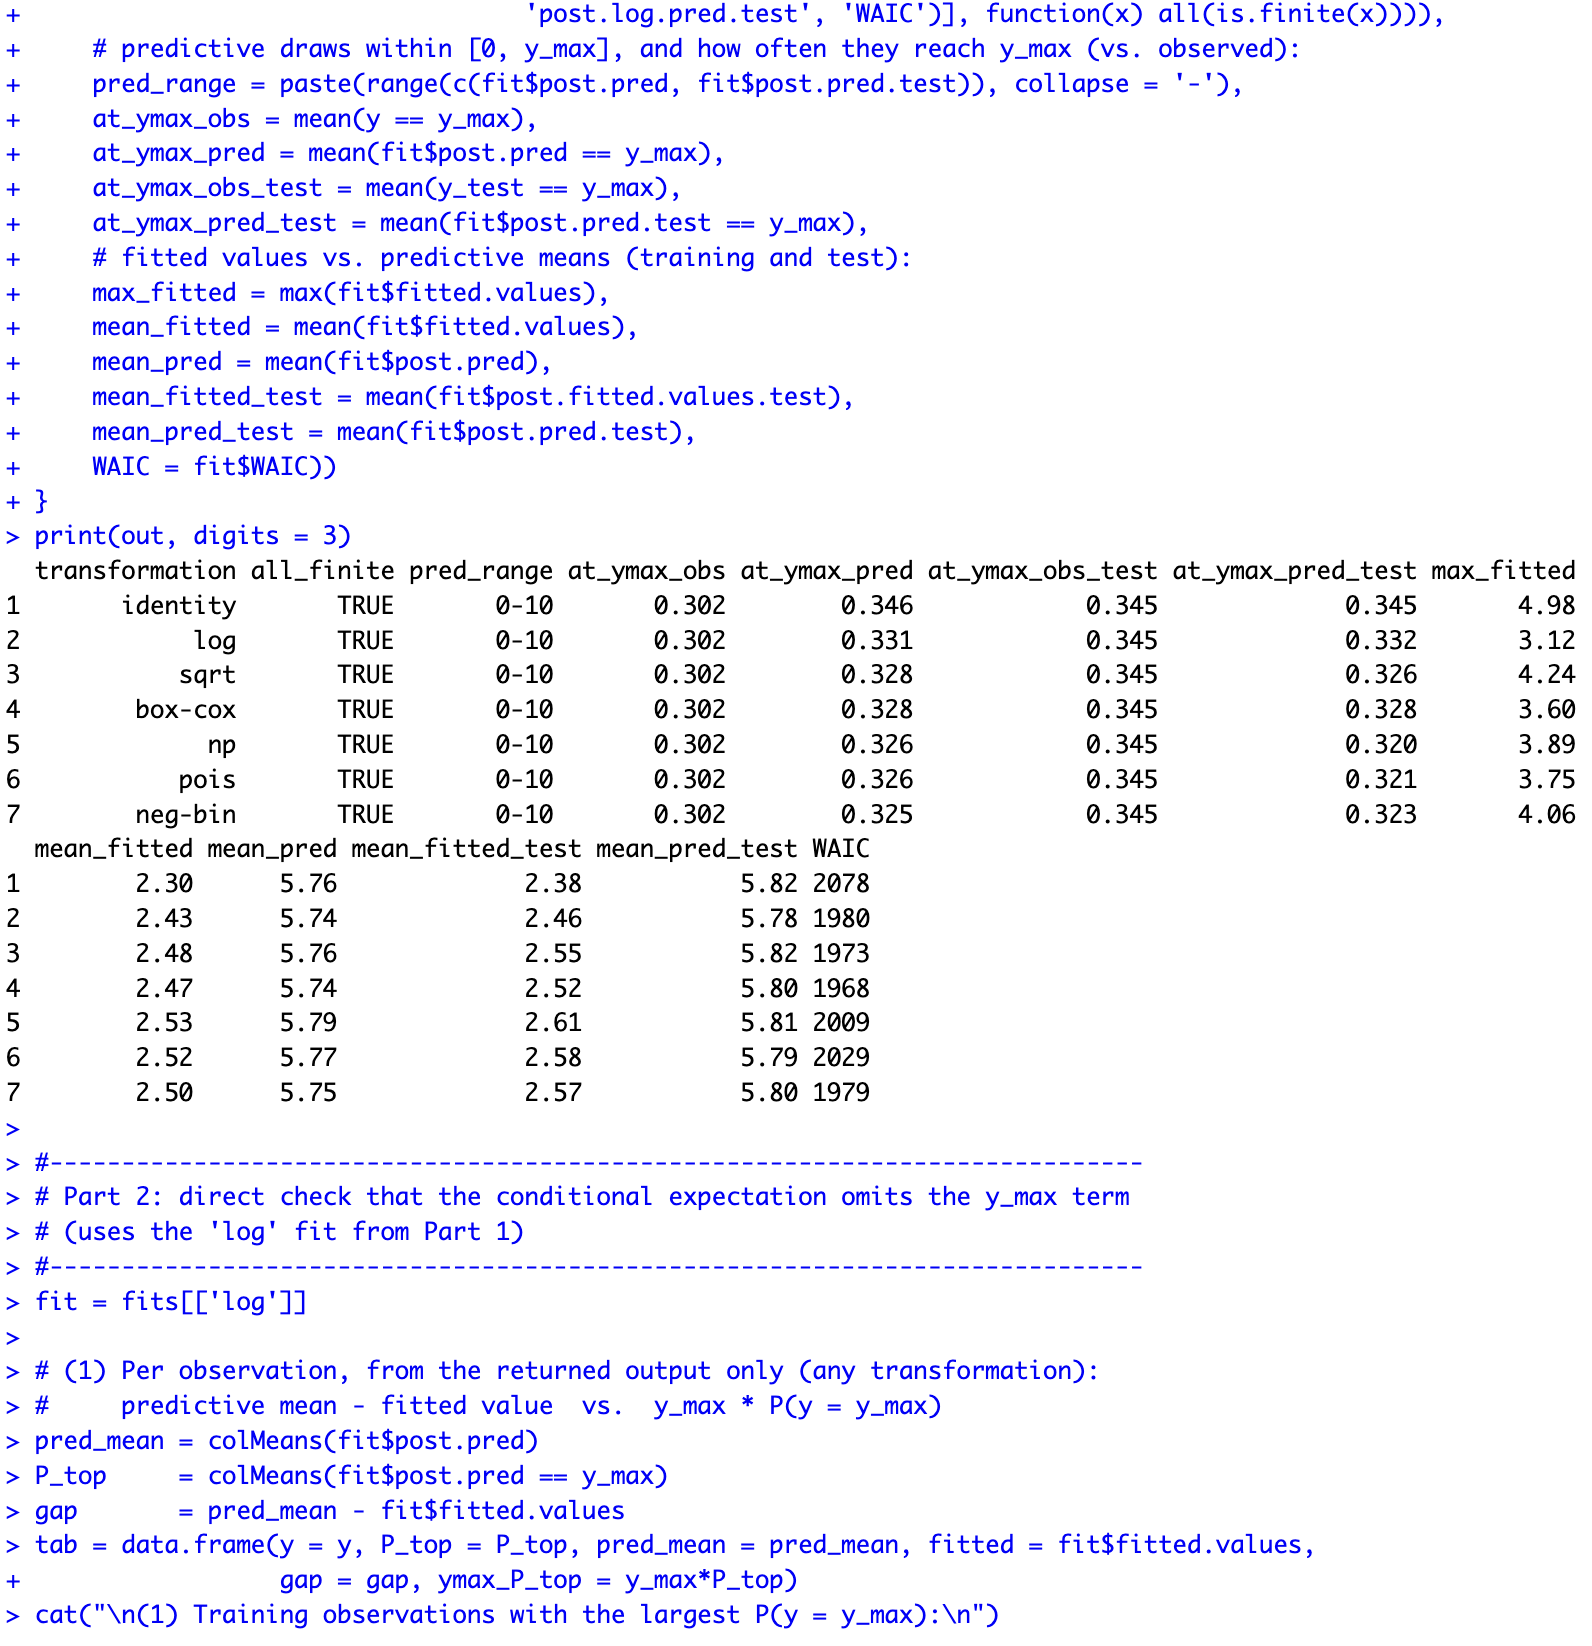 +                                   'post.log.pred.test', 'WAIC')], function(x) all(is.finite(x)))),
+     # predictive draws within [0, y_max], and how often they reach y_max (vs. observed):
+     pred_range = paste(range(c(fit$post.pred, fit$post.pred.test)), collapse = '-'),
+     at_ymax_obs = mean(y == y_max),
+     at_ymax_pred = mean(fit$post.pred == y_max),
+     at_ymax_obs_test = mean(y_test == y_max),
+     at_ymax_pred_test = mean(fit$post.pred.test == y_max),
+     # fitted values vs. predictive means (training and test):
+     max_fitted = max(fit$fitted.values),
+     mean_fitted = mean(fit$fitted.values),
+     mean_pred = mean(fit$post.pred),
+     mean_fitted_test = mean(fit$post.fitted.values.test),
+     mean_pred_test = mean(fit$post.pred.test),
+     WAIC = fit$WAIC))
+ }
> print(out, digits = 3)
  transformation all_finite pred_range at_ymax_obs at_ymax_pred at_ymax_obs_test at_ymax_pred_test max_fitted
1       identity       TRUE       0-10       0.302        0.346            0.345             0.345       4.98
2            log       TRUE       0-10       0.302        0.331            0.345             0.332       3.12
3           sqrt       TRUE       0-10       0.302        0.328            0.345             0.326       4.24
4        box-cox       TRUE       0-10       0.302        0.328            0.345             0.328       3.60
5             np       TRUE       0-10       0.302        0.326            0.345             0.320       3.89
6           pois       TRUE       0-10       0.302        0.326            0.345             0.321       3.75
7        neg-bin       TRUE       0-10       0.302        0.325            0.345             0.323       4.06
  mean_fitted mean_pred mean_fitted_test mean_pred_test WAIC
1        2.30      5.76             2.38           5.82 2078
2        2.43      5.74             2.46           5.78 1980
3        2.48      5.76             2.55           5.82 1973
4        2.47      5.74             2.52           5.80 1968
5        2.53      5.79             2.61           5.81 2009
6        2.52      5.77             2.58           5.79 2029
7        2.50      5.75             2.57           5.80 1979
>
> #----------------------------------------------------------------------------
> # Part 2: direct check that the conditional expectation omits the y_max term
> # (uses the 'log' fit from Part 1)
> #----------------------------------------------------------------------------
> fit = fits[['log']]
>
> # (1) Per observation, from the returned output only (any transformation):
> #     predictive mean - fitted value  vs.  y_max * P(y = y_max)
> pred_mean = colMeans(fit$post.pred)
> P_top     = colMeans(fit$post.pred == y_max)
> gap       = pred_mean - fit$fitted.values
> tab = data.frame(y = y, P_top = P_top, pred_mean = pred_mean, fitted = fit$fitted.values,
+                  gap = gap, ymax_P_top = y_max*P_top)
> cat("\n(1) Training observations with the largest P(y = y_max):\n")